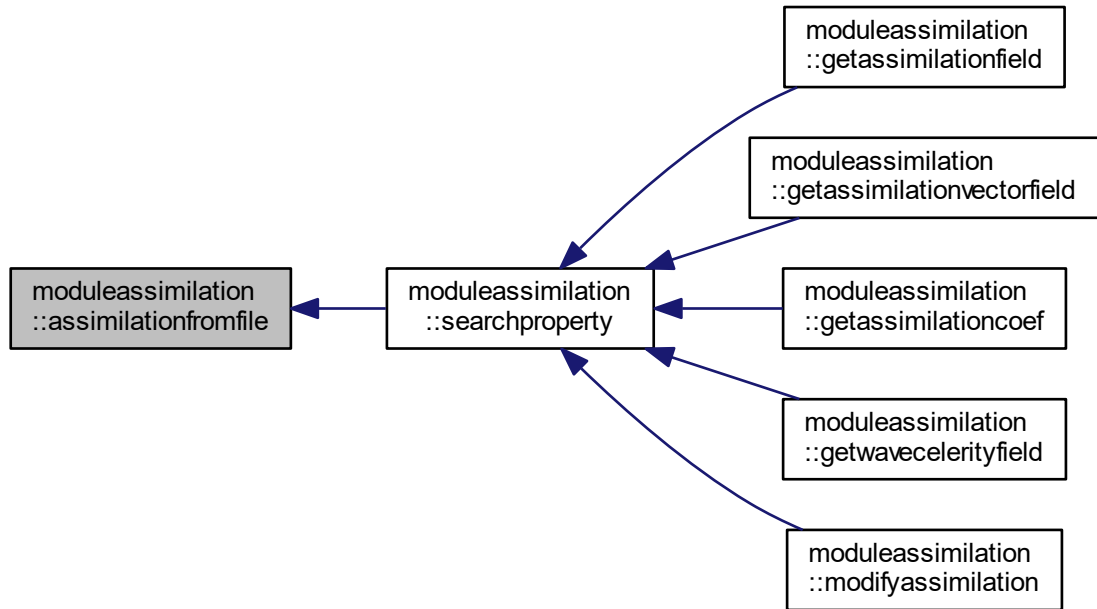 moduleassimilation
::assimilationfromfile
moduleassimilation
::searchproperty
moduleassimilation
::getassimilationfield
moduleassimilation
::getassimilationvectorfield
moduleassimilation
::getassimilationcoef
moduleassimilation
::getwavecelerityfield
moduleassimilation
::modifyassimilation